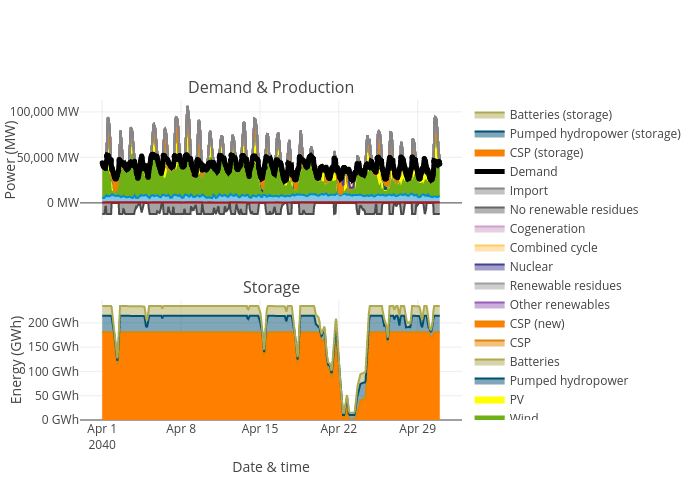 Demand & Production
100,000 MW
50,000 MW
0 MW
Power (MW)
Storage
200 GWh
150 GWh
100 GWh
50 GWh
0 GWh
Energy (GWh)
Apr 1
2040
Apr 8
Apr 15
Apr 22
Apr 29
Date & time
Batteries (storage)
Pumped hydropower (storage)
CSP (storage)
Demand
Import
No renewable residues
Cogeneration
Combined cycle
Nuclear
Renewable residues
Other renewables
CSP (new)
CSP
Batteries
Pumped hydropower
PV
Wind